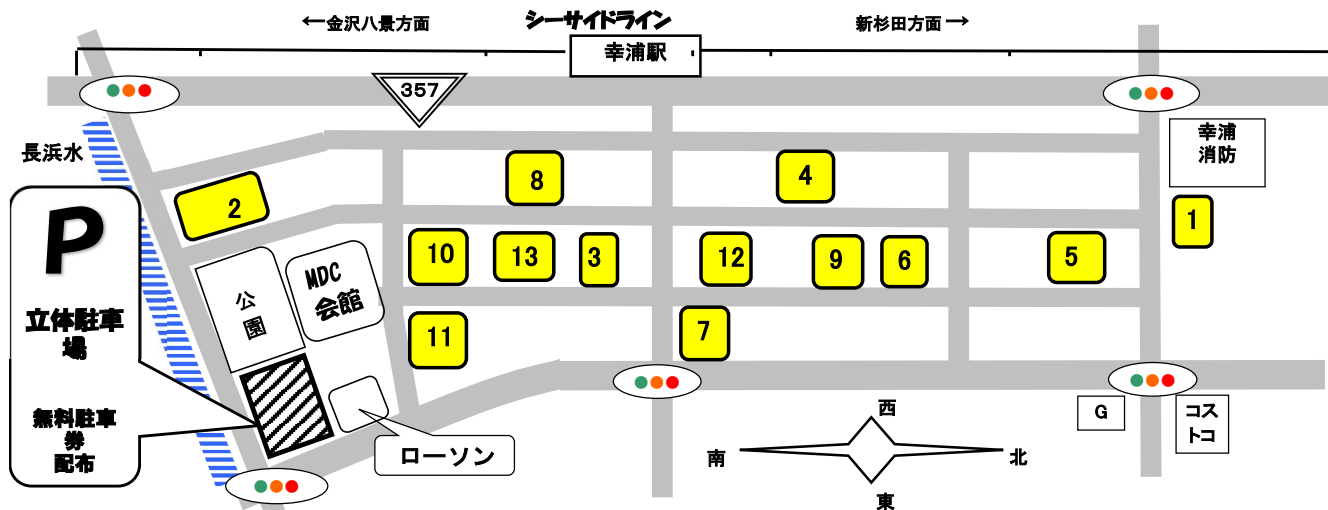 ←金沢八景方面
シーサイドライン
新杉田方面→
幸浦駅
357
長浜水
幸浦
消防
P
立体駐車
場
無料駐車
券
配布
2
8
4
1
公
園
MDC
会館
10
13
3
12
9
6
5
11
7
ローソン
G
コス
トコ
西
南
北
東